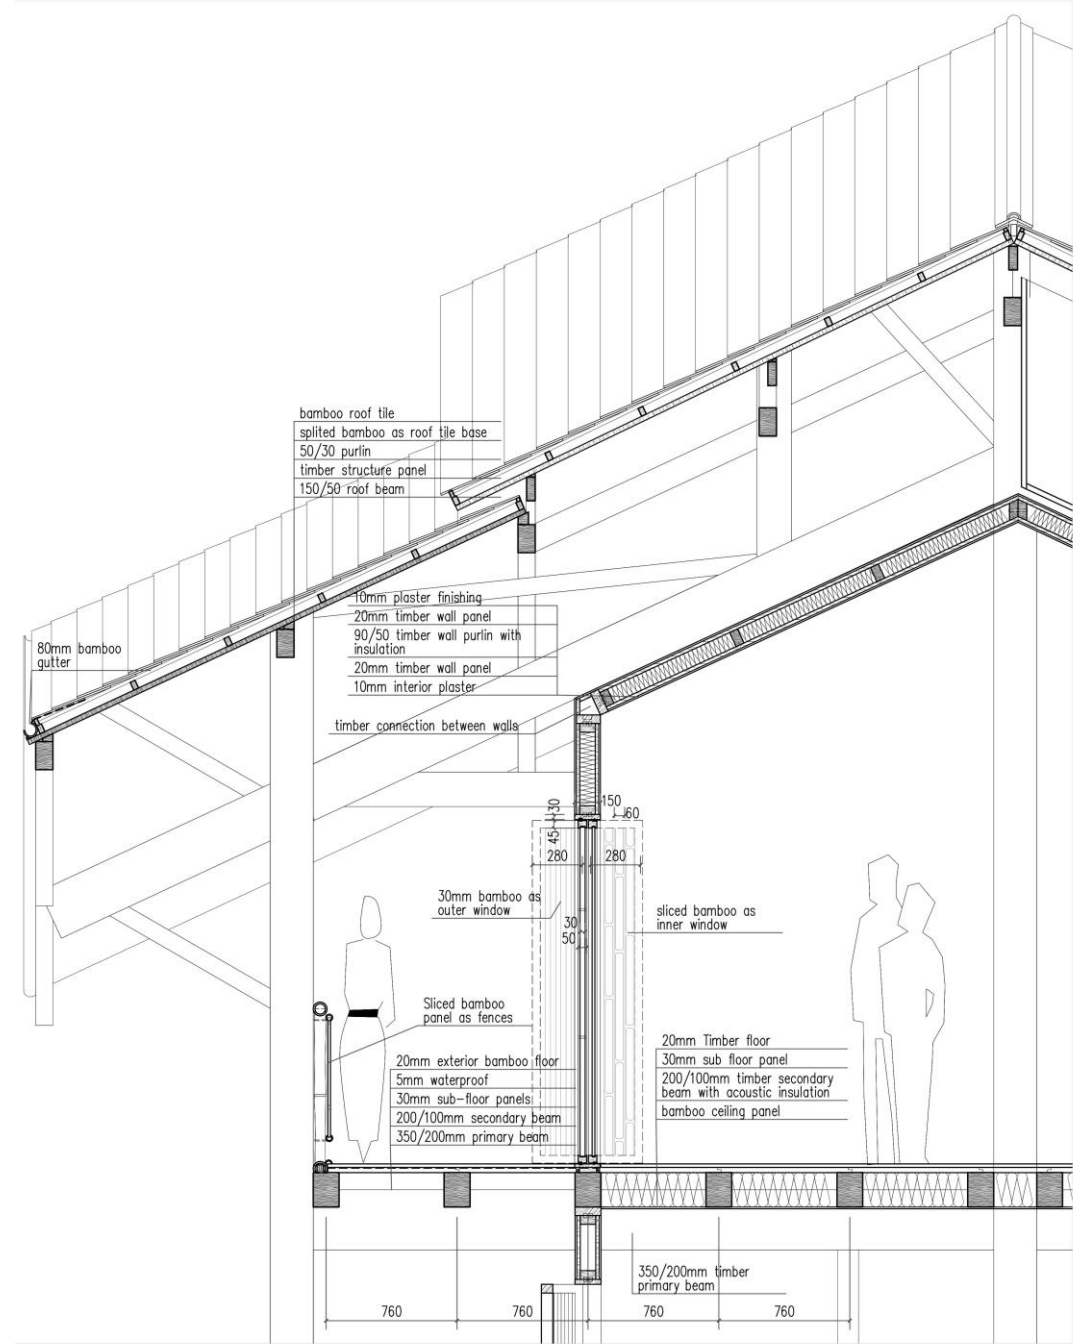 bamboo roof tile
splited bamboo as roof tile base
50/30 purlin
timber structure panel
150/50 roof beam
10mm plaster finishing
20mm timber wall panel
90/50 timber wall purlin with
insulation
20mm timber wall panel
10mm interior plaster
80mm bamboo
gutter
timber connection between walls
30
150
60
45
280
280
30mm bamboo as
outer window
30
50
sliced bamboo as
inner window
Sliced bamboo
panel as fences
20mm exterior bamboo floor
5mm waterproof
30mm sub-floor panels
200/100mm secondary beam
350/200mm primary beam
20mm Timber floor
30mm sub floor panel
200/100mm timber secondary
beam with acoustic insulation
bamboo ceiling panel
350/200mm timber
primary beam
760
760
760
760